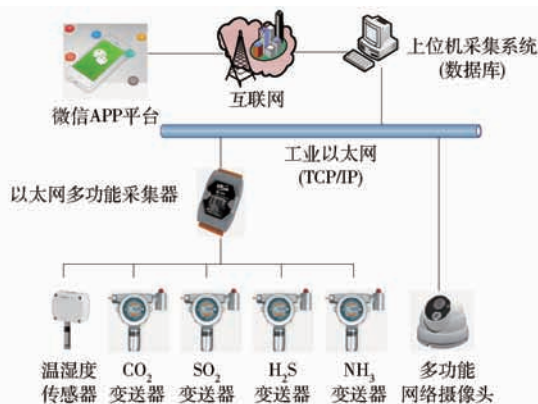 上位机采集系统
(数据库)
互联网
微信APP平台
工业以太网
(TCP/IP)
以太网多功能采集器
温湿度
传感器
CO₂
变送器
SO₂
变送器
H₂S
变送器
NH₃
变送器
多功能
网络摄像头